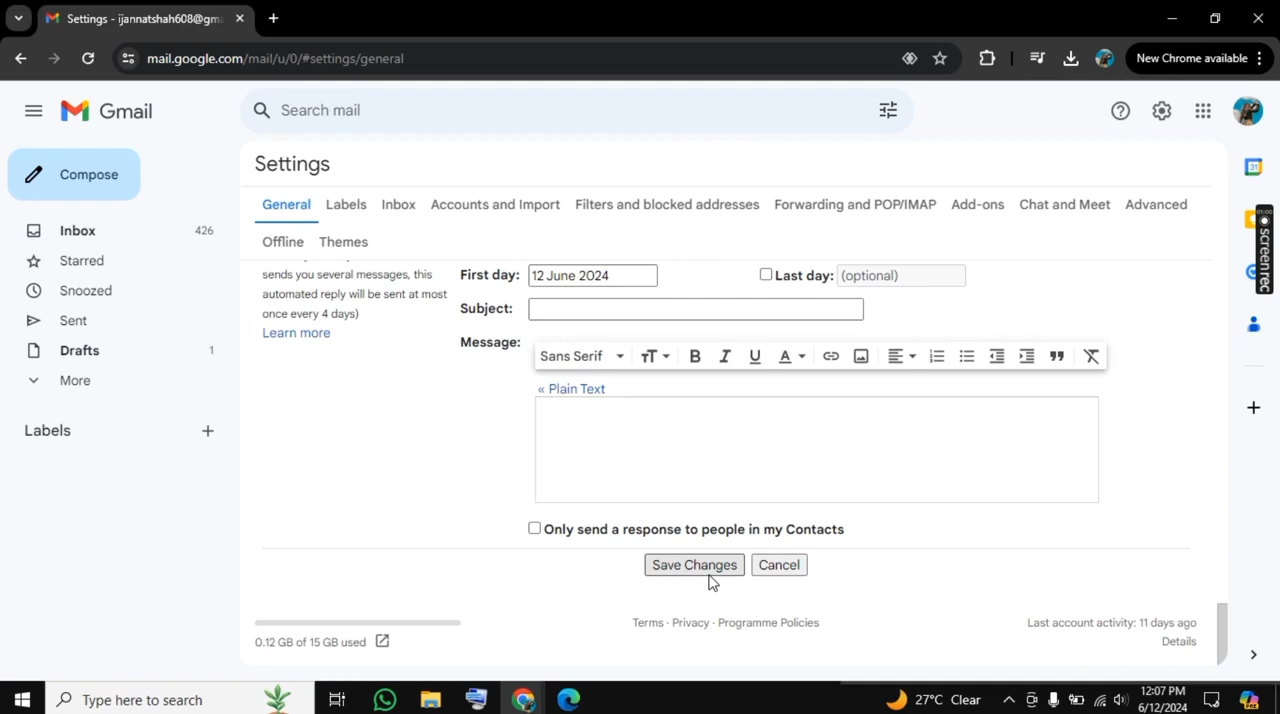 Settings - ijannatshah608@gm
mail.google.com/mail/u/0/#settings/general
New Chrome available
Gmail
Search mail
Compose
Inbox 426
Starred
Snoozed
Sent
Drafts 1
More
Labels
Settings
General Labels Inbox Accounts and Import Filters and blocked addresses Forwarding and POP/IMAP Add-ons Chat and Meet Advanced
Offline Themes
sends you several messages, this
automated reply will be sent at most
once every 4 days)
Learn more
First day: 12 June 2024 Last day: (optional)
Subject:
Message:
Sans Serif
« Plain Text
Only send a response to people in my Contacts
Save Changes Cancel
0.12 GB of 15 GB used
Terms · Privacy · Programme Policies
Last account activity: 11 days ago
Details
31
01:00
screenrec
Type here to search
27°C Clear
12:07 PM
6/12/2024
PRE